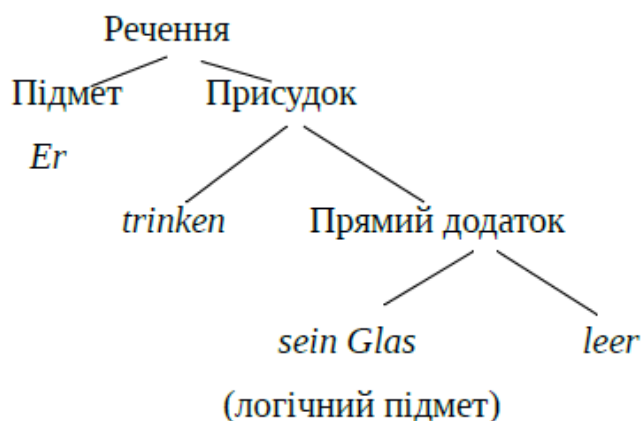 Речення
Підмет Присудок
Er
trinken Прямий додаток
sein Glas leer
(логічний підмет)